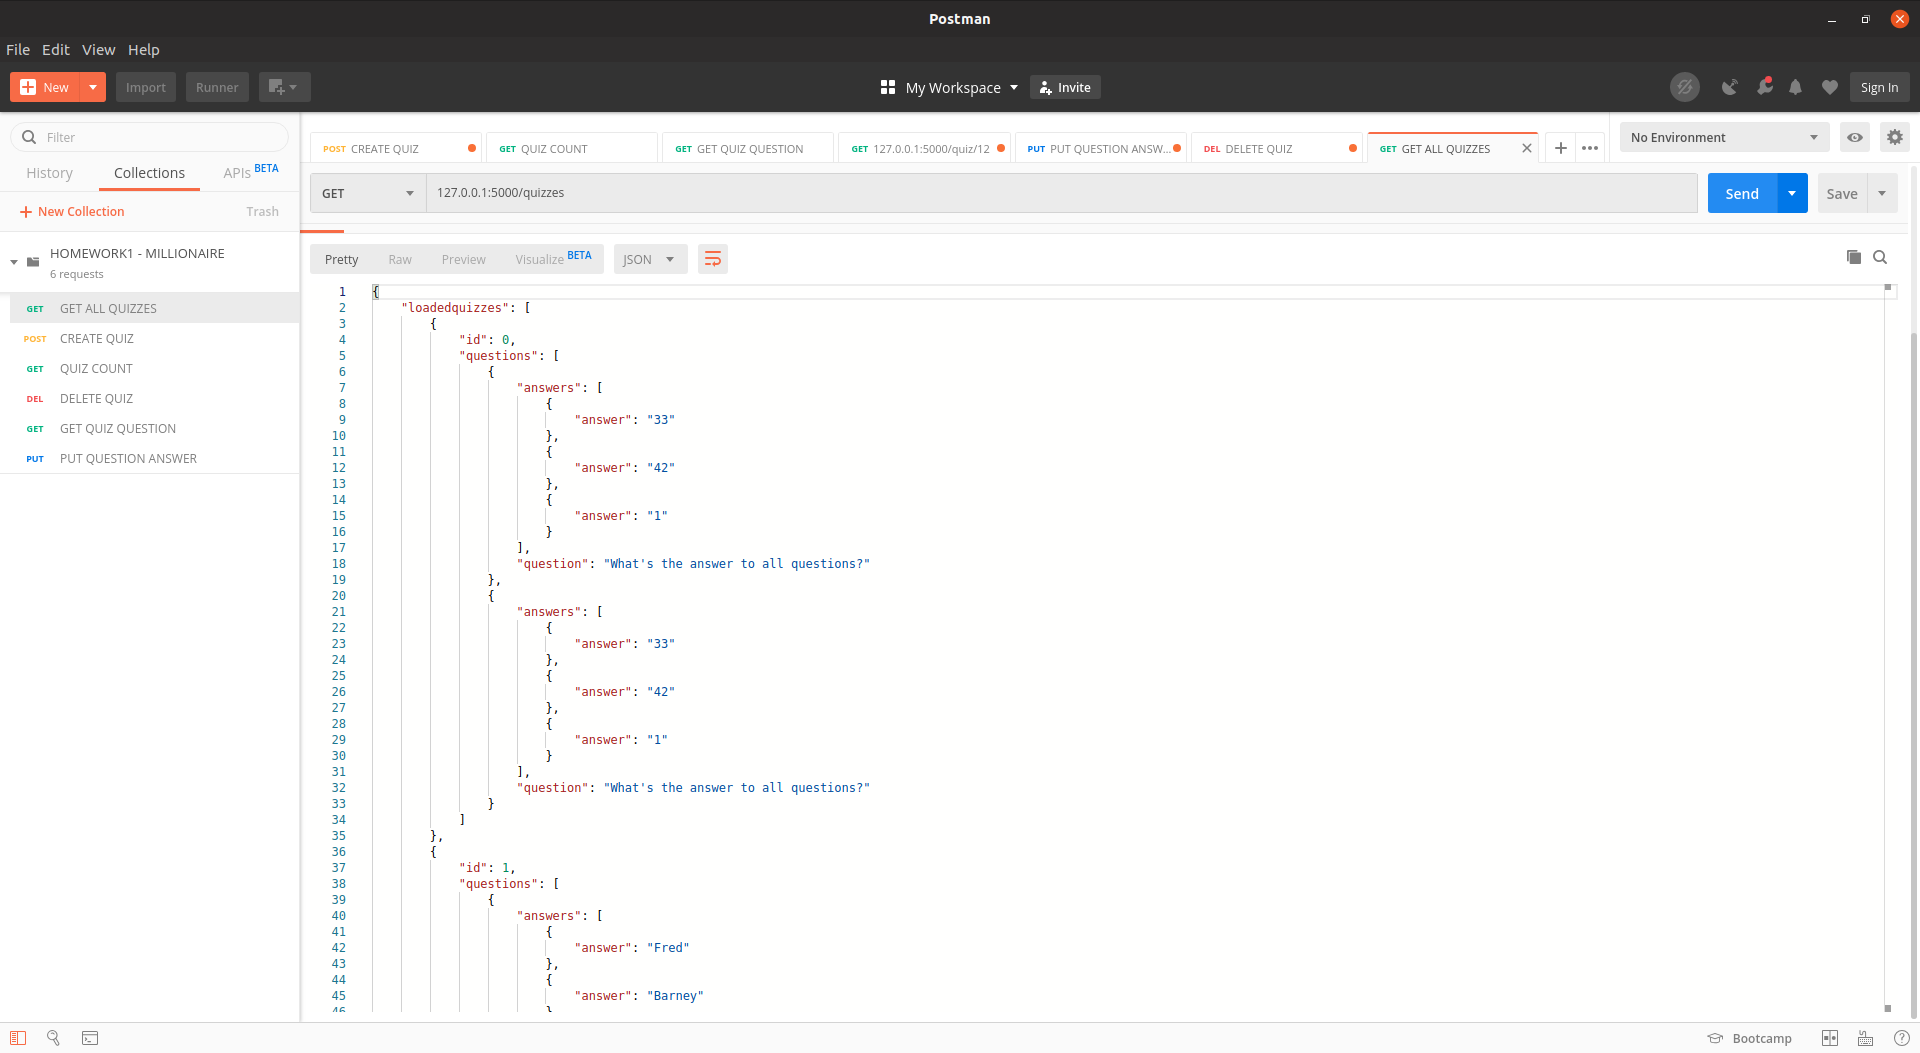 Postman
File Edit View Help
New Import Runner My Workspace Invite Sign In
Filter
History Collections APIs BETA
New Collection Trash
HOMEWORK1 - MILLIONAIRE
6 requests
GET GET ALL QUIZZES
POST CREATE QUIZ
GET QUIZ COUNT
DEL DELETE QUIZ
GET GET QUIZ QUESTION
PUT PUT QUESTION ANSWER
POST CREATE QUIZ GET QUIZ COUNT GET GET QUIZ QUESTION GET 127.0.0.1:5000/quiz/12 PUT PUT QUESTION ANSW... DEL DELETE QUIZ GET GET ALL QUIZZES No Environment
GET 127.0.0.1:5000/quizzes Send Save
Pretty Raw Preview Visualize BETA JSON
1 {
2 "loadedquizzes": [
3 {
4 "id": 0,
5 "questions": [
6 {
7 "answers": [
8 {
9 "answer": "33"
10 },
11 {
12 "answer": "42"
13 },
14 {
15 "answer": "1"
16 }
17 ],
18 "question": "What's the answer to all questions?"
19 },
20 {
21 "answers": [
22 {
23 "answer": "33"
24 },
25 {
26 "answer": "42"
27 },
28 {
29 "answer": "1"
30 }
31 ],
32 "question": "What's the answer to all questions?"
33 }
34 ]
35 },
36 {
37 "id": 1,
38 "questions": [
39 {
40 "answers": [
41 {
42 "answer": "Fred"
43 },
44 {
45 "answer": "Barney"
46 }
Bootcamp